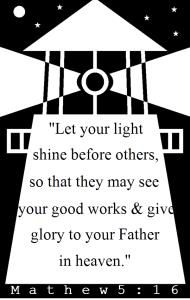 "Let your light
shine before others,
so that they may see
your good works & give
glory to your Father
in heaven."
Mathew5:16